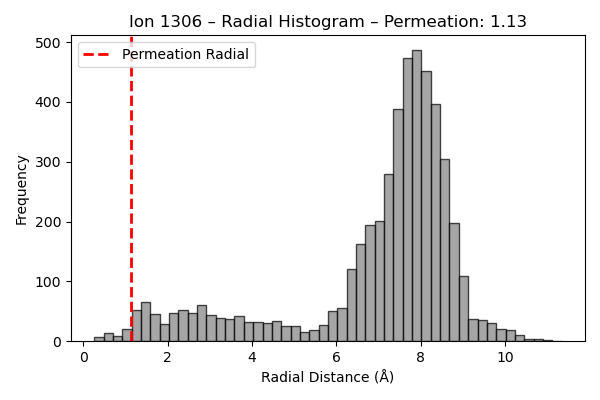 Ion 1306 – Radial Histogram – Permeation: 1.13
Permeation Radial
500
400
300
200
100
0
Frequency
0 2 4 6 8 10
Radial Distance (Å)